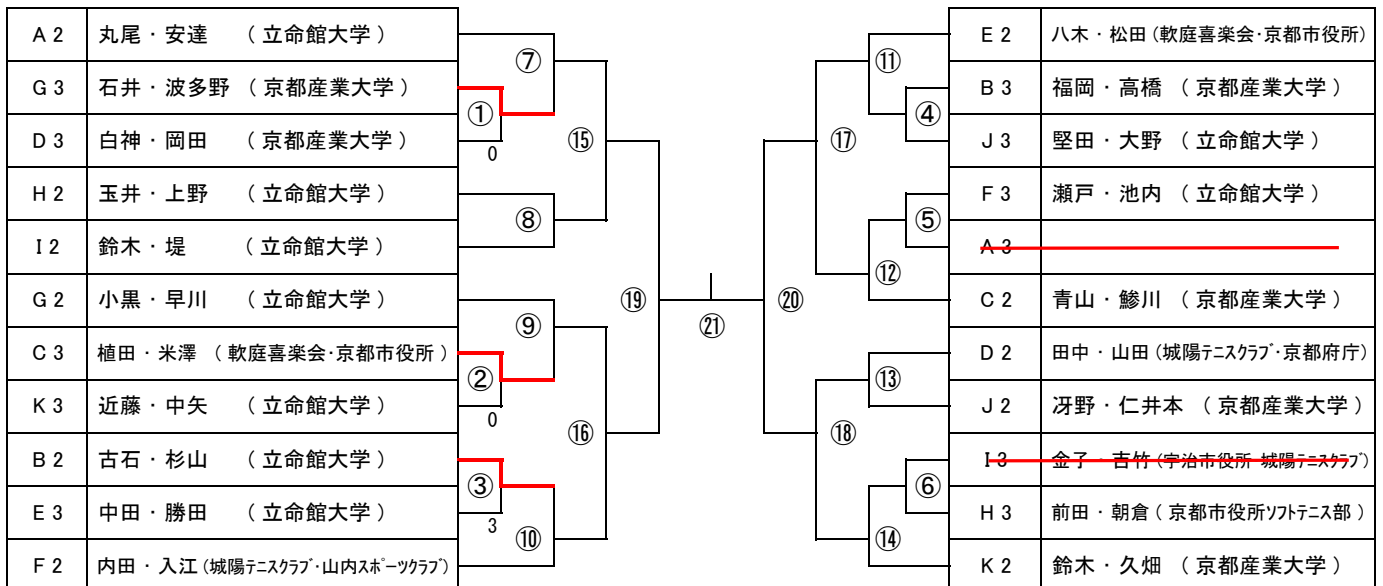 A 2 丸尾・安達 （ 立命館大学 ）
G 3 石井・波多野 （ 京都産業大学 ）
D 3 白神・岡田 （ 京都産業大学 ）
H 2 玉井・上野 （ 立命館大学 ）
I 2 鈴木・堤 （ 立命館大学 ）
G 2 小黒・早川 （ 立命館大学 ）
C 3 植田・米澤 （ 軟庭喜楽会・京都市役所 ）
K 3 近藤・中矢 （ 立命館大学 ）
B 2 古石・杉山 （ 立命館大学 ）
E 3 中田・勝田 （ 立命館大学 ）
F 2 内田・入江 (城陽ﾃﾆｽｸﾗﾌﾞ・山内ｽﾎﾟｰﾂｸﾗﾌﾞ)
①
0
②
0
③
3
⑦
⑧
⑨
⑩
⑮
⑯
⑲
㉑
⑳
⑰
⑱
⑪
⑫
⑬
⑭
④
⑤
⑥
E 2 八木・松田 (軟庭喜楽会・京都市役所)
B 3 福岡・高橋 （ 京都産業大学 ）
J 3 堅田・大野 （ 立命館大学 ）
F 3 瀬戸・池内 （ 立命館大学 ）
A 3
C 2 青山・鯵川 （ 京都産業大学 ）
D 2 田中・山田 (城陽ﾃﾆｽｸﾗﾌﾞ・京都府庁)
J 2 冴野・仁井本 （ 京都産業大学 ）
I 3 金子・吉竹 (宇治市役所・城陽ﾃﾆｽｸﾗﾌﾞ)
H 3 前田・朝倉 ( 京都市役所ｿﾌﾄﾃﾆｽ部 )
K 2 鈴木・久畑 （ 京都産業大学 ）